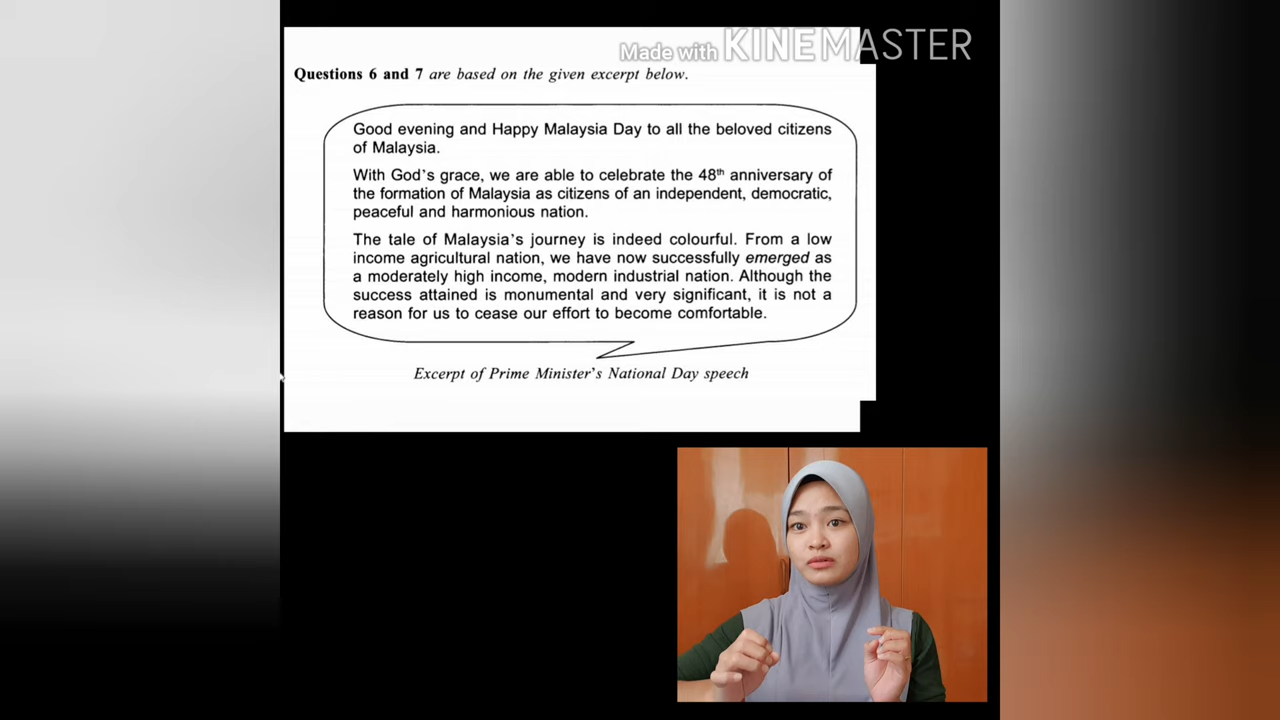 Made with KINEMASTER
Questions 6 and 7 are based on the given excerpt below.
Good evening and Happy Malaysia Day to all the beloved citizens
of Malaysia.
With God's grace, we are able to celebrate the 48th anniversary of
the formation of Malaysia as citizens of an independent, democratic,
peaceful and harmonious nation.
The tale of Malaysia's journey is indeed colourful. From a low
income agricultural nation, we have now successfully emerged as
a moderately high income, modern industrial nation. Although the
success attained is monumental and very significant, it is not a
reason for us to cease our effort to become comfortable.
Excerpt of Prime Minister's National Day speech